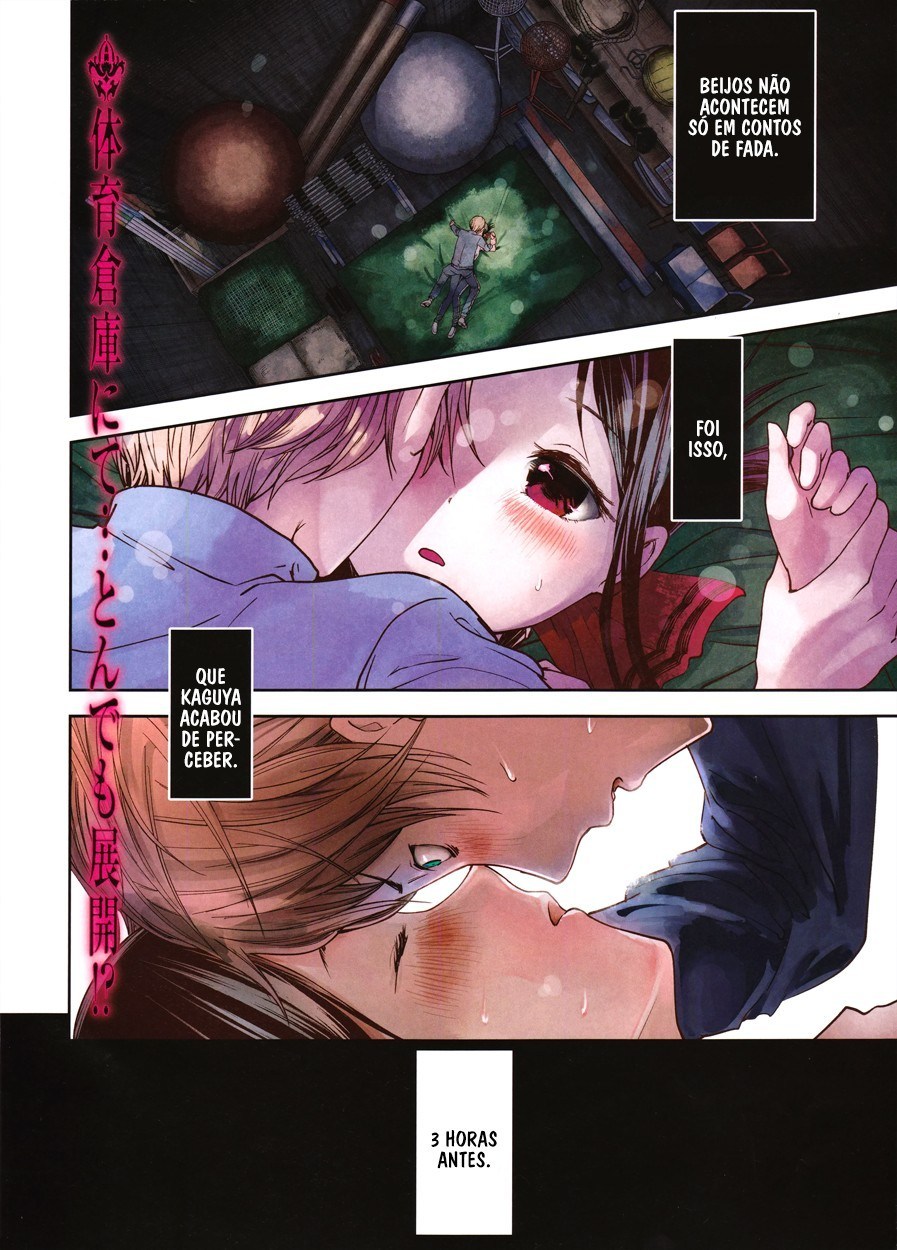 BEIJOS NÃO
ACONTECEM
SÓ EM CONTOS
DE FADA.
FOI
ISSO,
QUE
KAGUYA
ACABOU
DE PER-
CEBER.
体育倉庫にて…とんでも展開!?
3 HORAS
ANTES.